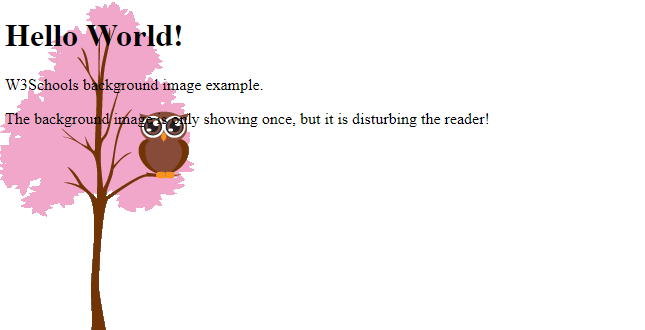 Hello World!
W3Schools background image example.
The background image is only showing once, but it is disturbing the reader!